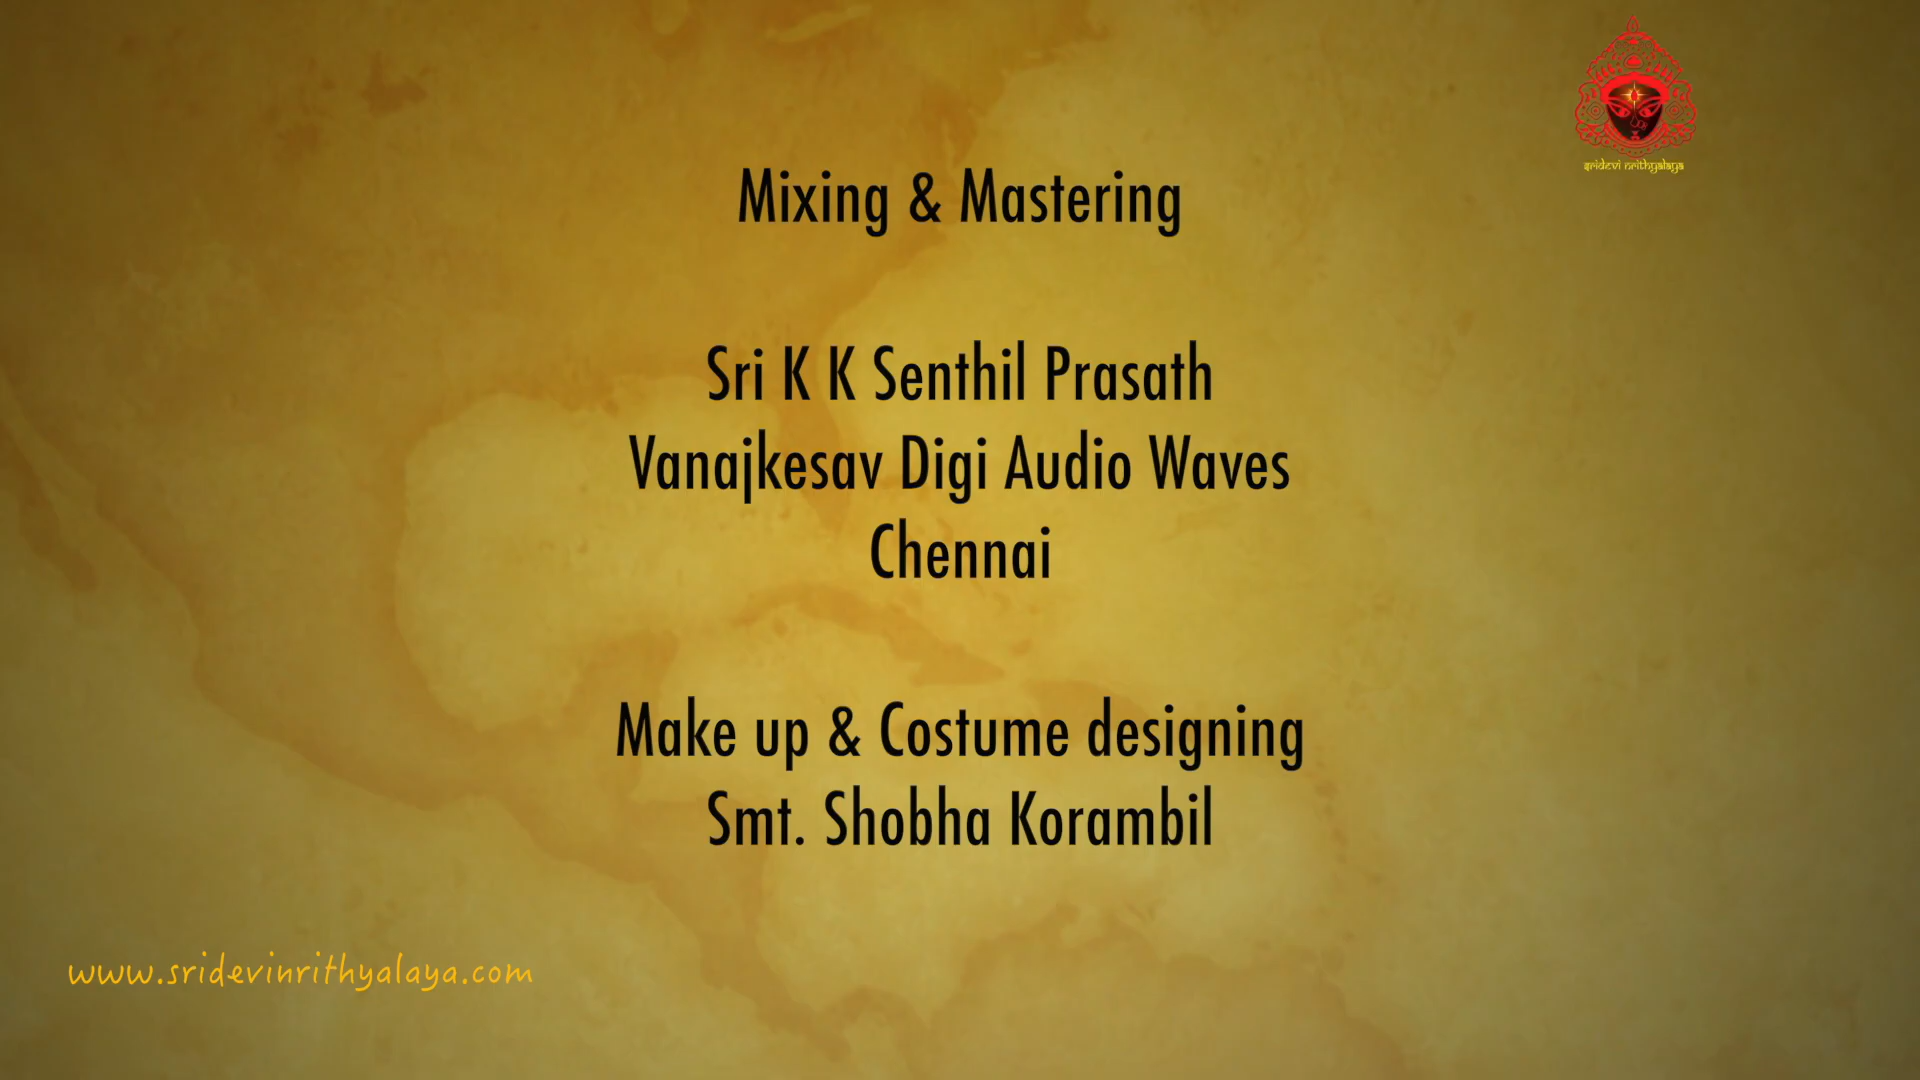 sridevi nrithyalaya
Mixing & Mastering
Sri K K Senthil Prasath
Vanajkesav Digi Audio Waves
Chennai
Make up & Costume designing
Smt. Shobha Korambil
www.sridevinrithyalaya.com